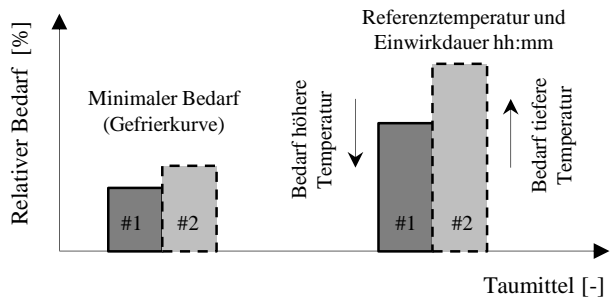 Relativer Bedarf [%]
Minimaler Bedarf
(Gefrierkurve)
#1
#2
Referenztemperatur und
Einwirkdauer hh:mm
Bedarf höhere
Temperatur
#1
#2
Bedarf tiefere
Temperatur
Taumittel [-]